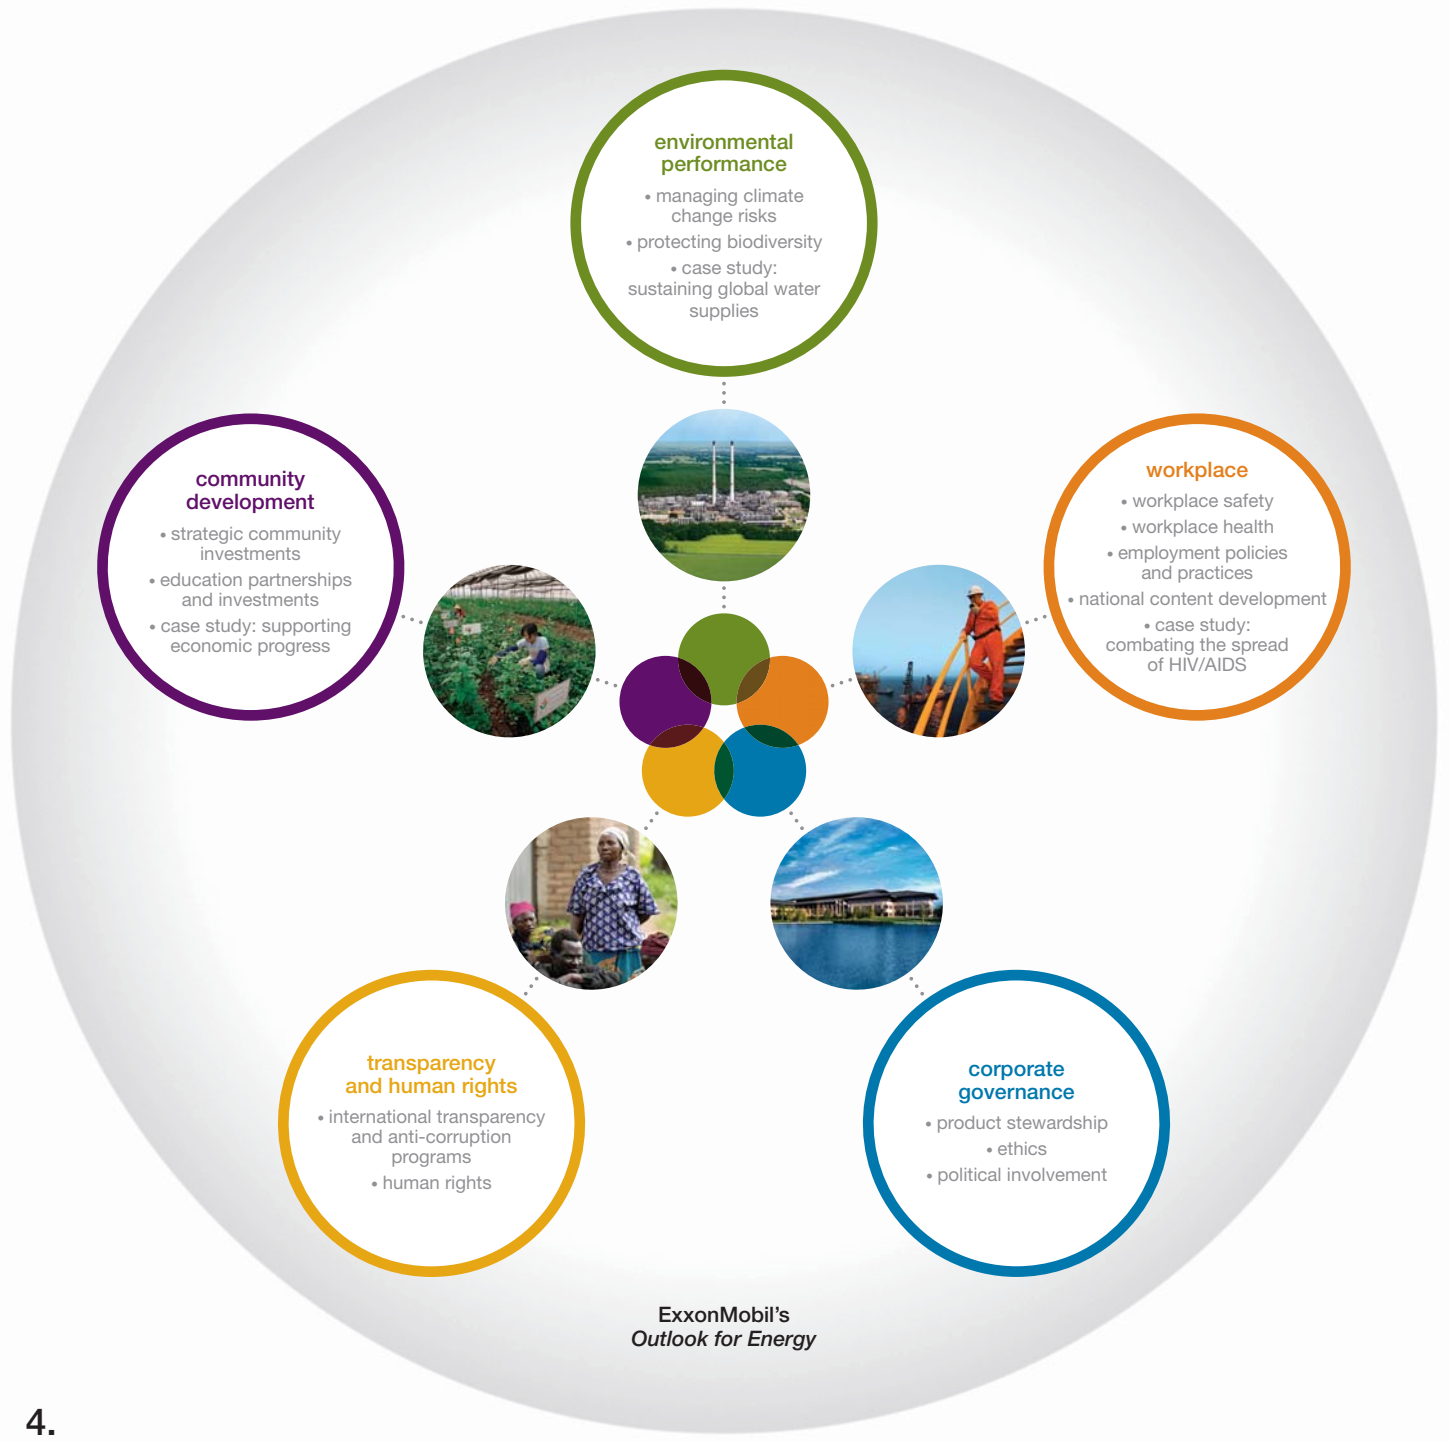 environmental
performance
• managing climate
change risks
• protecting biodiversity
• case study:
sustaining global water
supplies
community
development
• strategic community
investments
• education partnerships
and investments
• case study: supporting
economic progress
workplace
• workplace safety
• workplace health
• employment policies
and practices
• national content development
• case study:
combating the spread
of HIV/AIDS
transparency
and human rights
• international transparency
and anti-corruption
programs
• human rights
corporate
governance
• product stewardship
• ethics
• political involvement
ExxonMobil’s
Outlook for Energy
4.